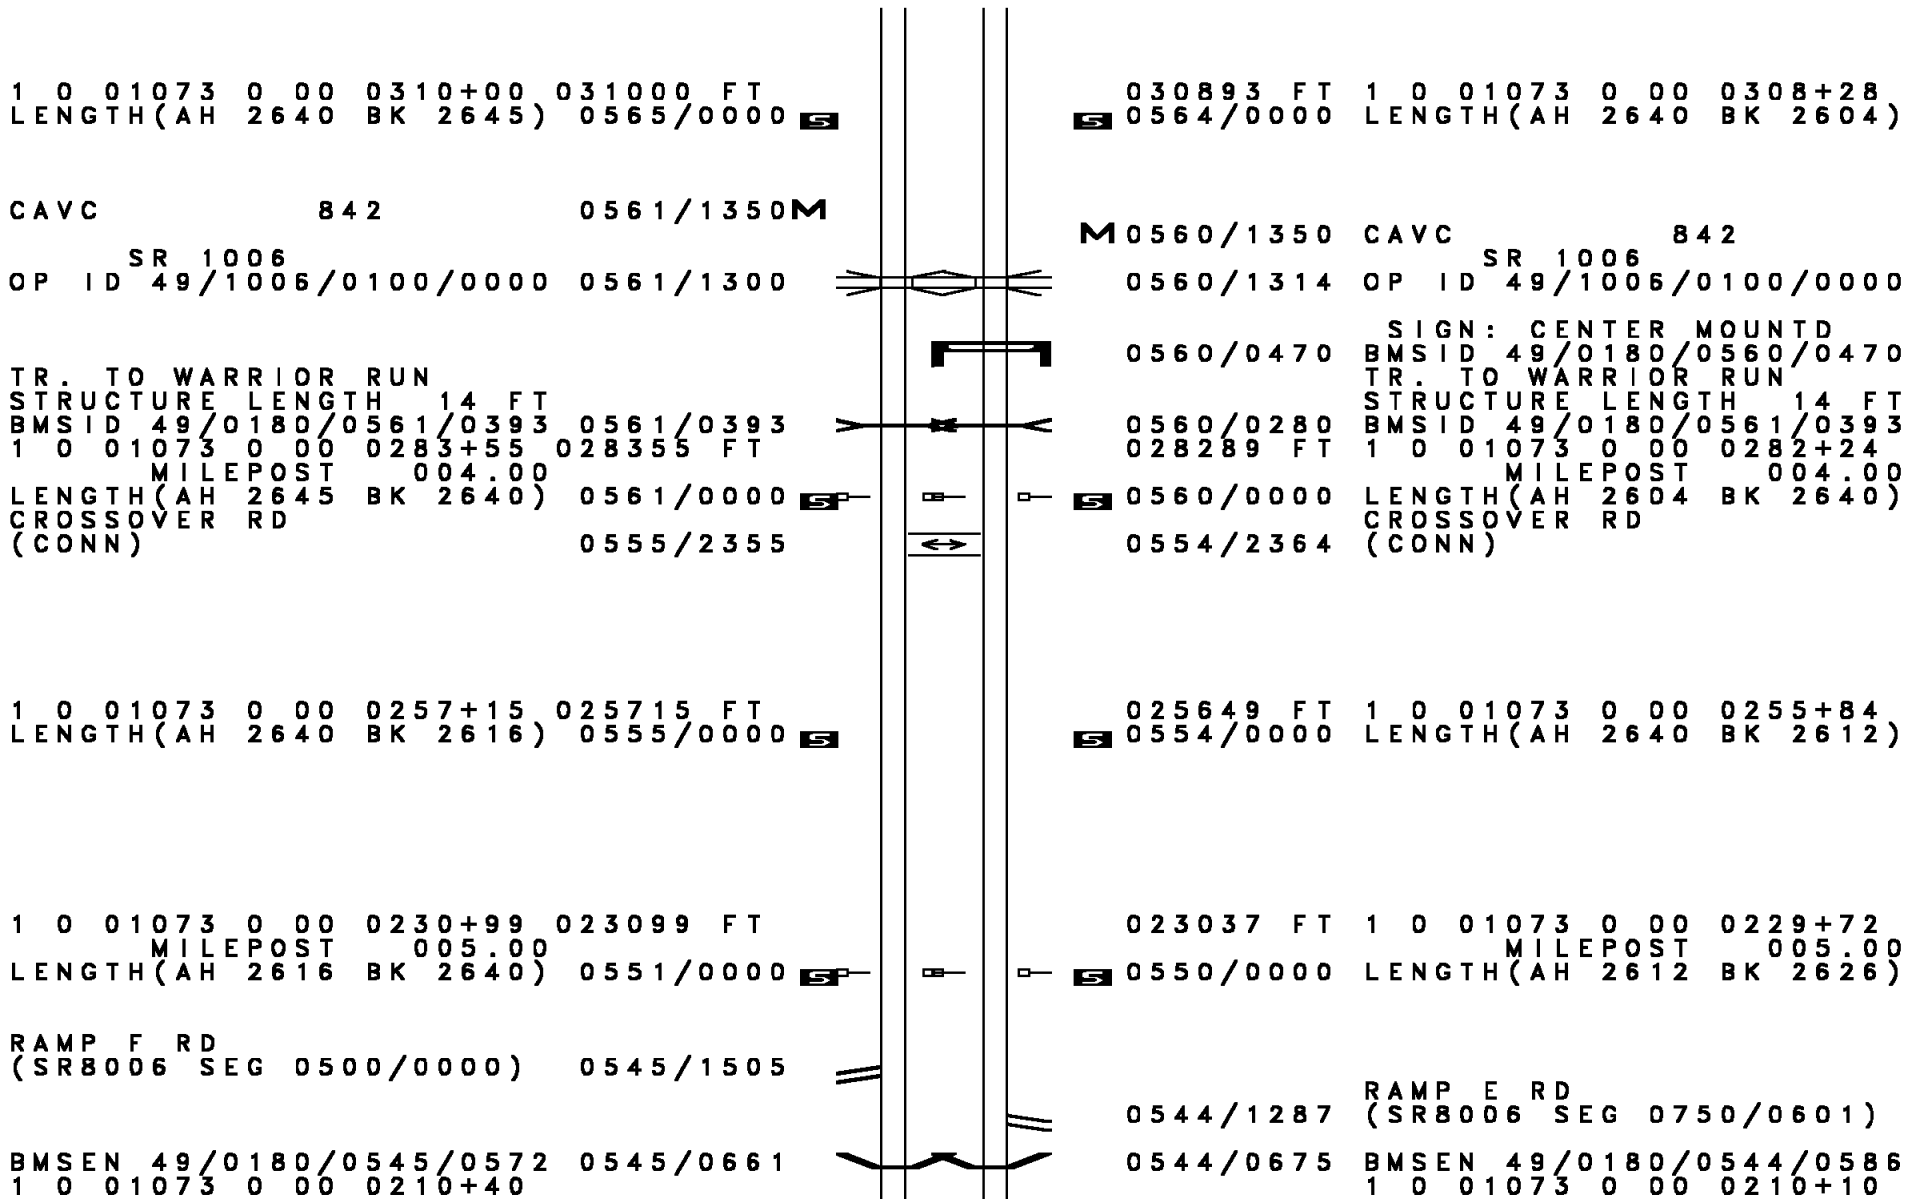 1 0 01073 0 00 0310+00 031000 FT
LENGTH(AH 2640 BK 2645) 0565/0000 S
030893 FT 1 0 01073 0 00 0308+28
S 0564/0000 LENGTH(AH 2640 BK 2604)
CAVC 842 0561/1350 M
M 0560/1350 CAVC 842
SR 1006
OP ID 49/1006/0100/0000 0561/1300
SR 1006
0560/1314 OP ID 49/1006/0100/0000
SIGN: CENTER MOUNTD
0560/0470 BMSID 49/0180/0560/0470
TR. TO WARRIOR RUN
STRUCTURE LENGTH 14 FT
BMSID 49/0180/0561/0393 0561/0393
1 0 01073 0 00 0283+55 028355 FT
MILEPOST 004.00
LENGTH(AH 2645 BK 2640) 0561/0000 S
CROSSOVER RD
(CONN) 0555/2355
TR. TO WARRIOR RUN
STRUCTURE LENGTH 14 FT
0560/0280 BMSID 49/0180/0561/0393
028289 FT 1 0 01073 0 00 0282+24
MILEPOST 004.00
S 0560/0000 LENGTH(AH 2604 BK 2640)
CROSSOVER RD
0554/2364 (CONN)
1 0 01073 0 00 0257+15 025715 FT
LENGTH(AH 2640 BK 2616) 0555/0000 S
025649 FT 1 0 01073 0 00 0255+84
S 0554/0000 LENGTH(AH 2640 BK 2612)
1 0 01073 0 00 0230+99 023099 FT
MILEPOST 005.00
LENGTH(AH 2616 BK 2640) 0551/0000 S
023037 FT 1 0 01073 0 00 0229+72
MILEPOST 005.00
S 0550/0000 LENGTH(AH 2612 BK 2626)
RAMP F RD
(SR8006 SEG 0500/0000) 0545/1505
RAMP E RD
0544/1287 (SR8006 SEG 0750/0601)
BMSEN 49/0180/0545/0572 0545/0661
1 0 01073 0 00 0210+40
0544/0675 BMSEN 49/0180/0544/0586
1 0 01073 0 00 0210+10